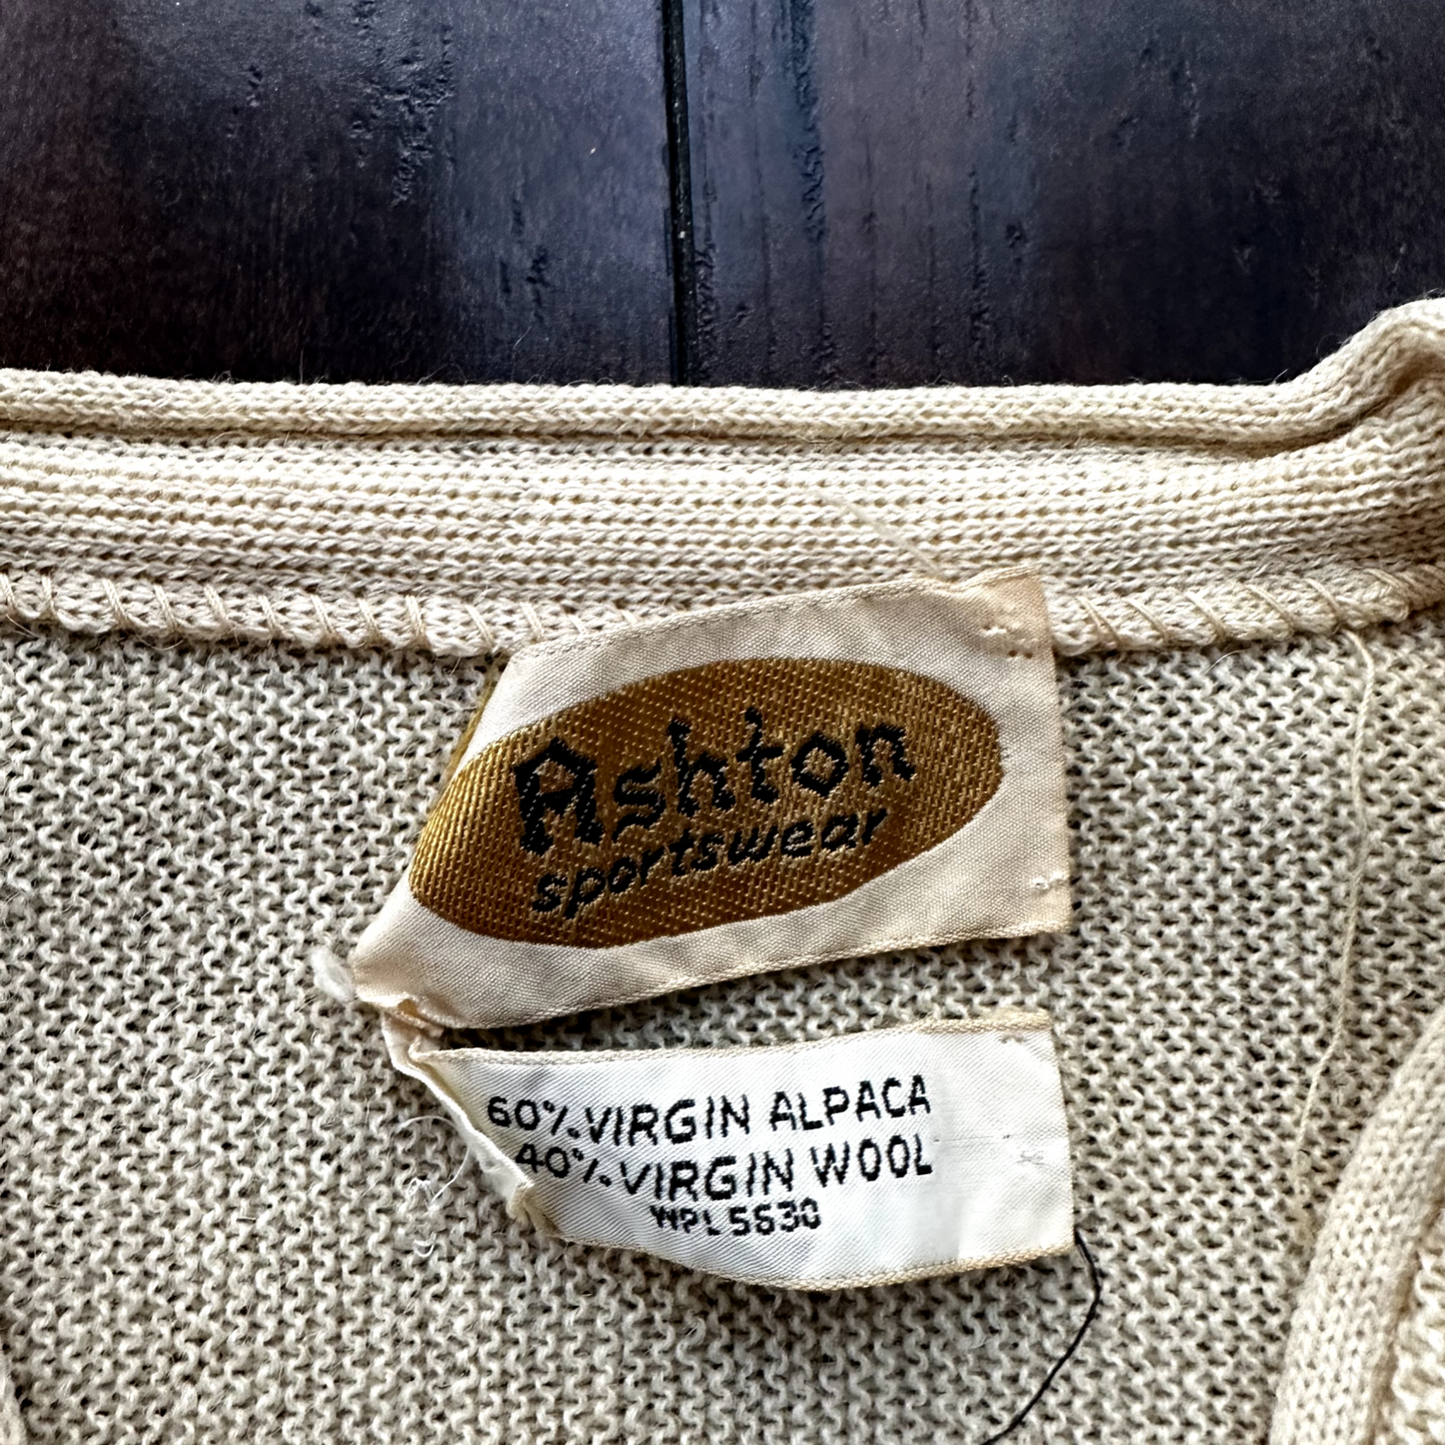 Ashton
sportswear
60% VIRGIN ALPACA
40% VIRGIN WOOL
WPL 5630